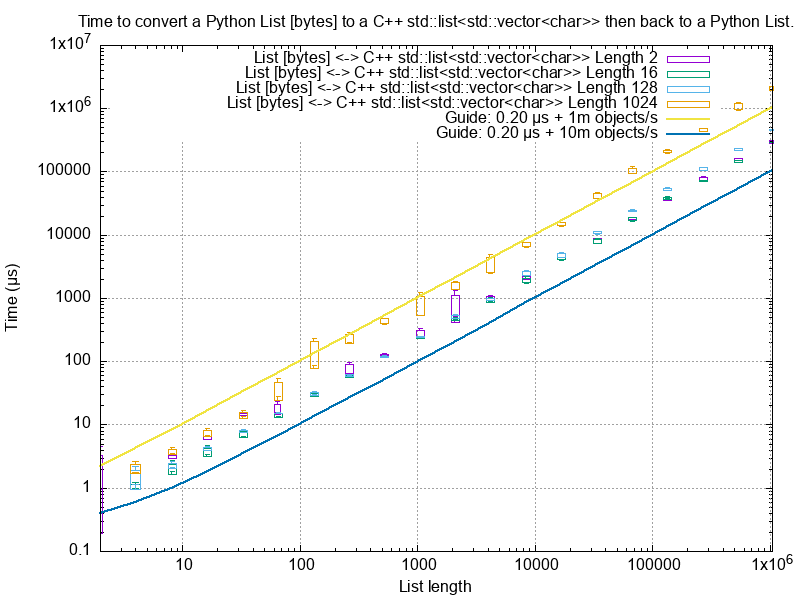 Time to convert a Python List [bytes] to a C++ std::list<std::vector<char>> then back to a Python List.
List [bytes] <-> C++ std::list<std::vector<char>> Length 2
List [bytes] <-> C++ std::list<std::vector<char>> Length 16
List [bytes] <-> C++ std::list<std::vector<char>> Length 128
List [bytes] <-> C++ std::list<std::vector<char>> Length 1024
Guide: 0.20 µs + 1m objects/s
Guide: 0.20 µs + 10m objects/s
1x10^7
1x10^6
100000
10000
1000
100
10
1
0.1
Time (µs)
10
100
1000
10000
100000
1x10^6
List length